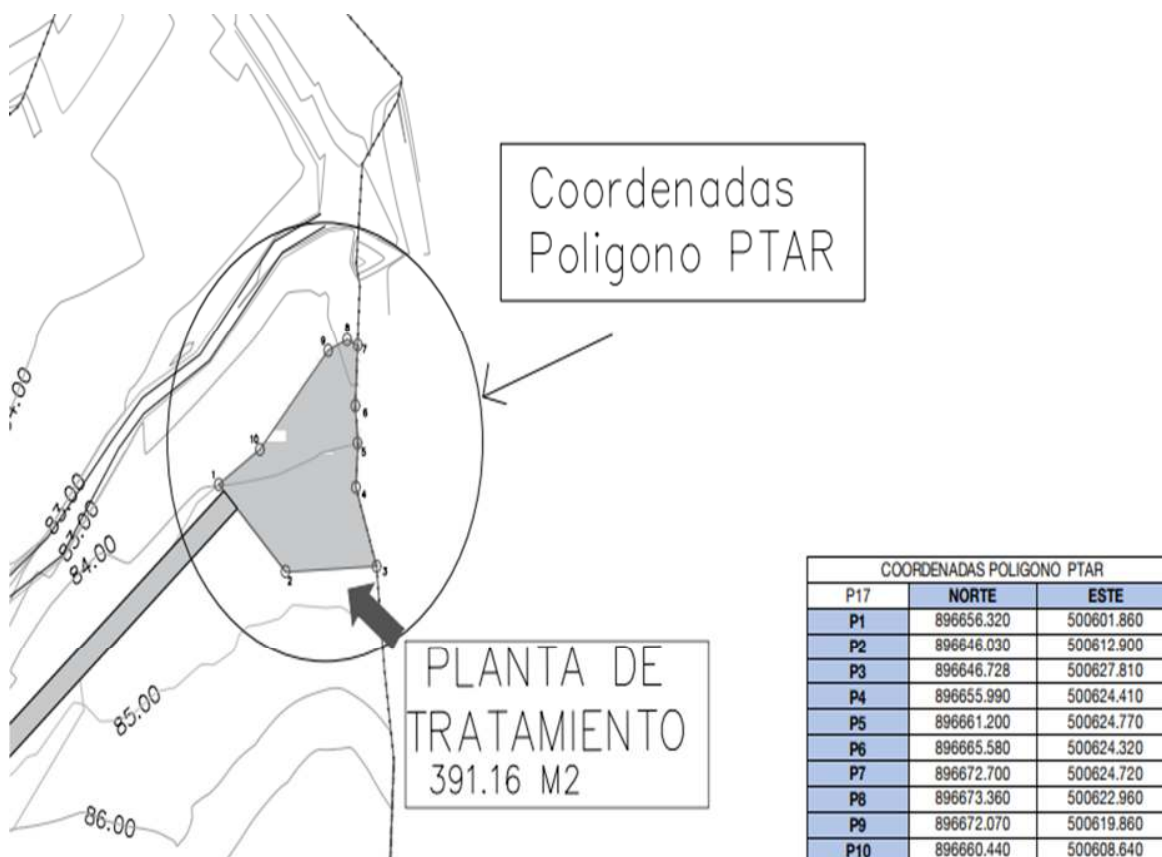 Coordenadas
Poligono PTAR
83.00
83.00
84.00
85.00
86.00
1
2
3
4
5
6
7
8
9
10
PLANTA DE
TRATAMIENTO
391.16 M2
COORDENADAS POLIGONO PTAR
P17 NORTE ESTE
P1 896656.320 500601.860
P2 896646.030 500612.900
P3 896646.728 500627.810
P4 896655.990 500624.410
P5 896661.200 500624.770
P6 896665.580 500624.320
P7 896672.700 500624.720
P8 896673.360 500622.960
P9 896672.070 500619.860
P10 896660.440 500608.640